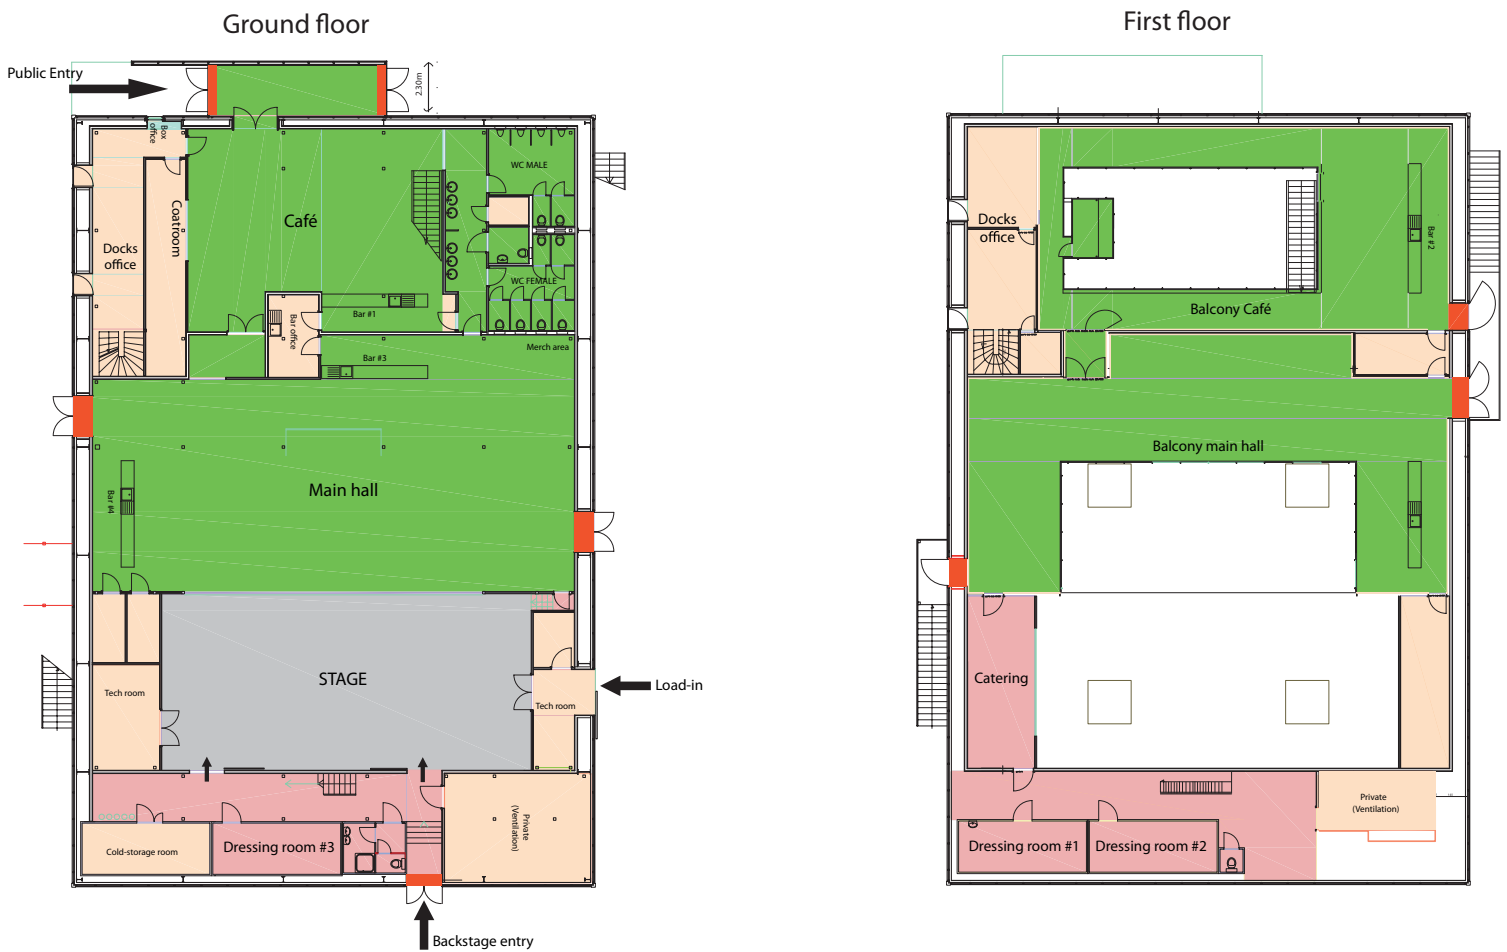 Ground floor
Public Entry
2.30m
Box
office
WC MALE
Café
Coatroom
Docks
office
WC FEMALE
Bar #1
Bar office
Merch area
Bar #3
Main hall
Bar #4
STAGE
Load-in
Tech room
Tech room
Private
(Ventilation)
Cold-storage room
Dressing room #3
Backstage entry
First floor
Docks
office
Bar #2
Balcony Café
Balcony main hall
Catering
Private
(Ventilation)
Dressing room #1
Dressing room #2